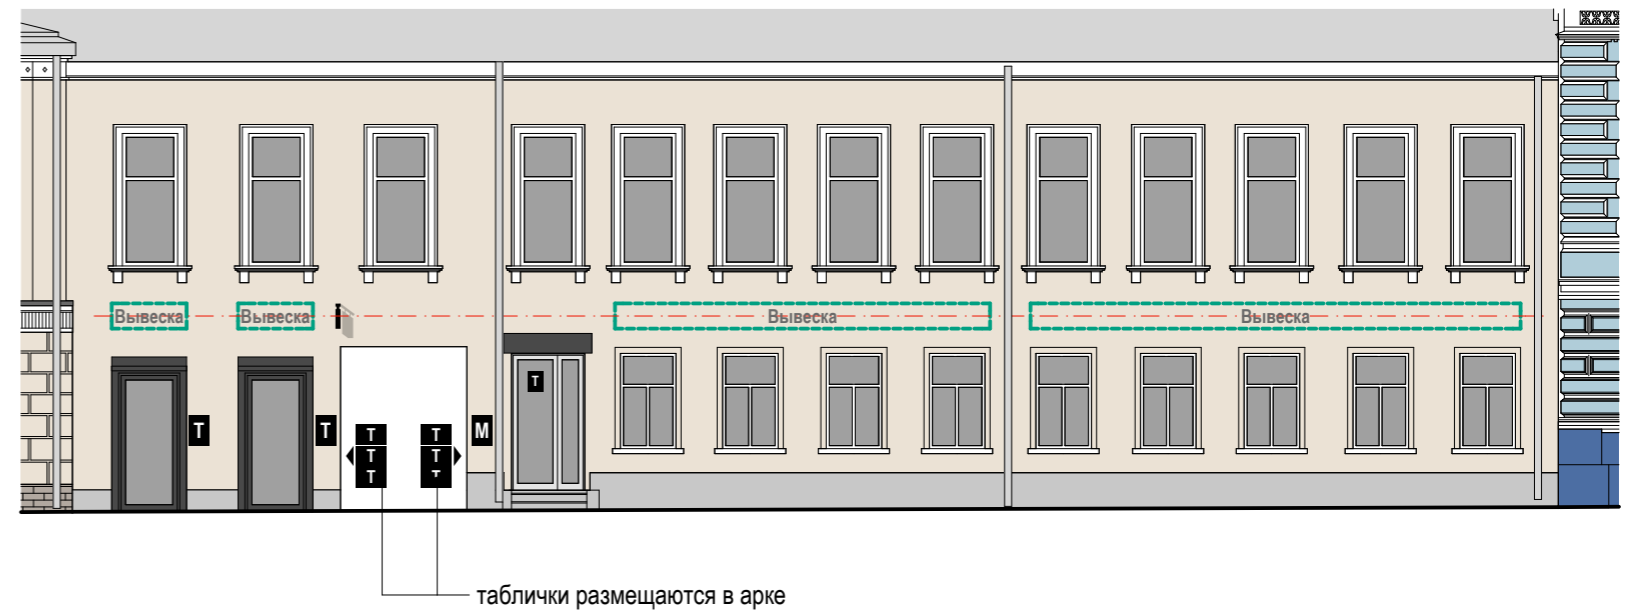 Вывеска Вывеска Вывеска Вывеска
Т
Т Т Т Т М
Т Т
Т Т
таблички размещаются в арке